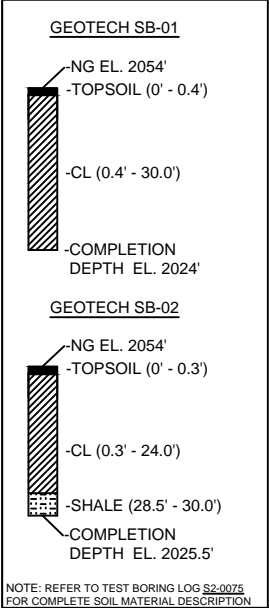 GEOTECH SB-01
-NG EL. 2054'
-TOPSOIL (0' - 0.4')
-CL (0.4' - 30.0')
-COMPLETION
DEPTH EL. 2024'
GEOTECH SB-02
-NG EL. 2054'
-TOPSOIL (0' - 0.3')
-CL (0.3' - 24.0')
-SHALE (28.5' - 30.0')
-COMPLETION
DEPTH EL. 2025.5'
NOTE: REFER TO TEST BORING LOG S2-0075
FOR COMPLETE SOIL MATERIAL DESCRIPTION